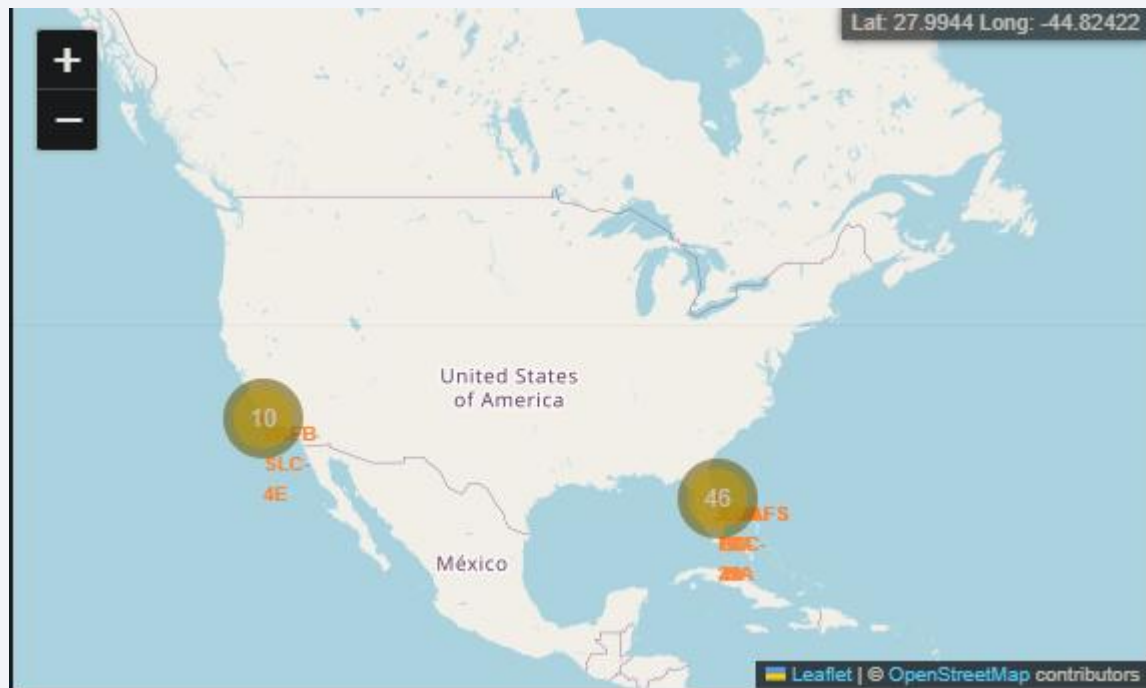 Lat: 27.9944 Long: -44.82422
+
−
United States
of America
10
SLC-
4E
46
México
Leaflet | © OpenStreetMap contributors